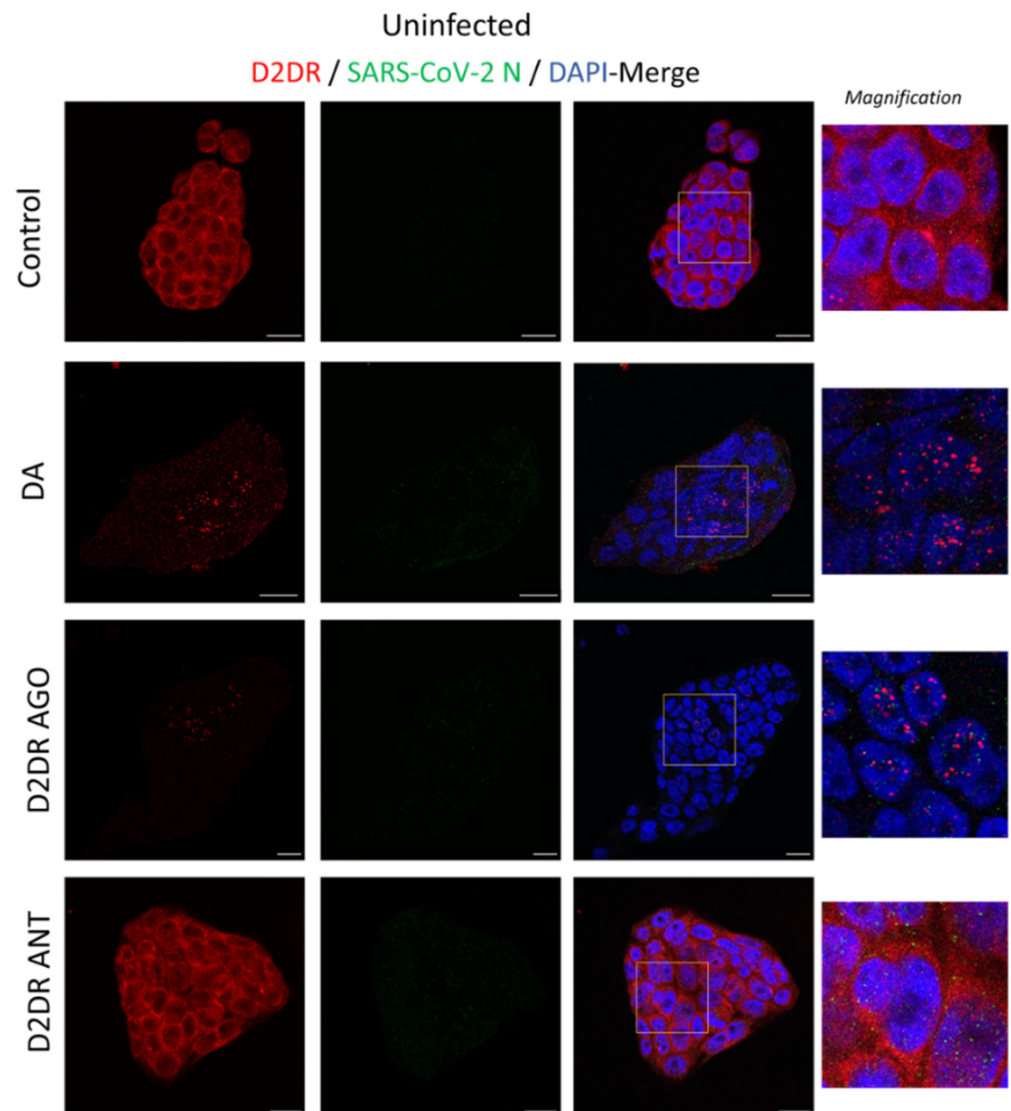 Uninfected
D2DR / SARS-CoV-2 N / DAPI-Merge
Magnification
Control
DA
D2DR AGO
D2DR ANT